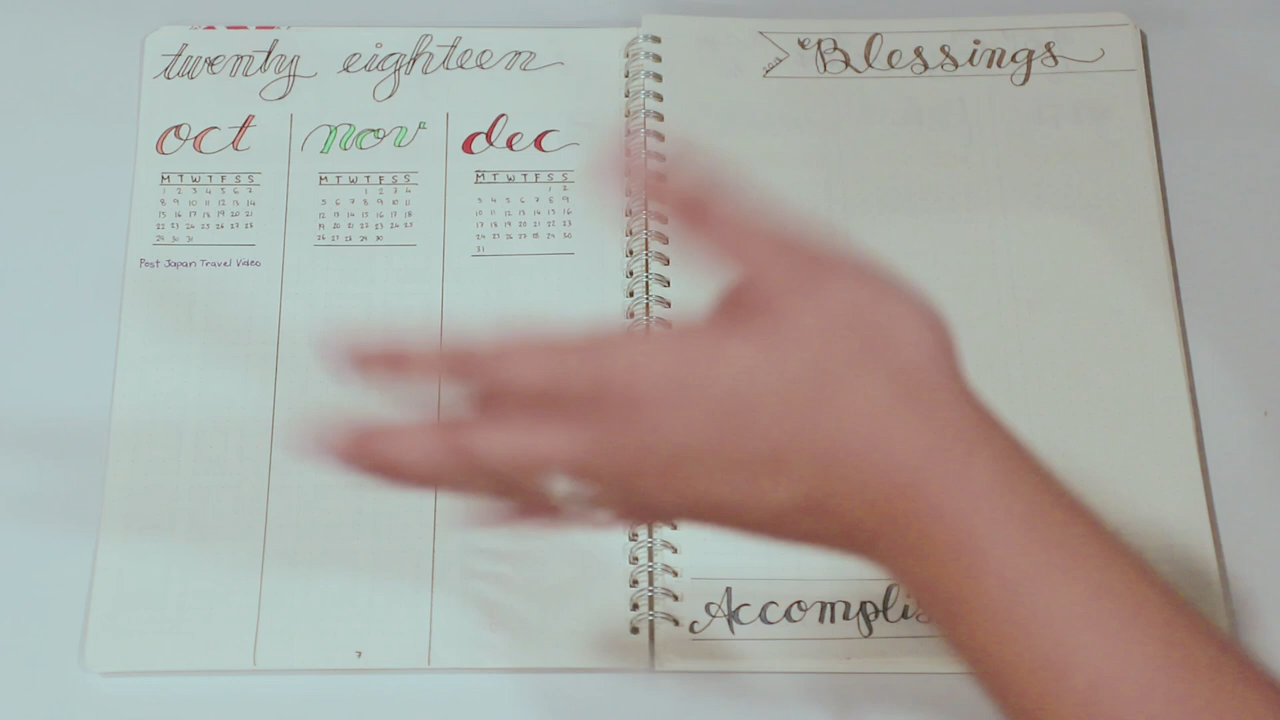 twenty eighteen
oct nov dec
M T W T F S S
1 2 3 4 5 6 7
8 9 10 11 12 13 14
15 16 17 18 19 20 21
22 23 24 25 26 27 28
29 30 31
Post Japan Travel Video
M T W T F S S
1 2 3 4
5 6 7 8 9 10 11
12 13 14 15 16 17 18
19 20 21 22 23 24 25
26 27 28 29 30
M T W T F S S
1 2
3 4 5 6 7 8 9
10 11 12 13 14 15 16
17 18 19 20 21 22 23
24 25 26 27 28 29 30
31
7
Blessings